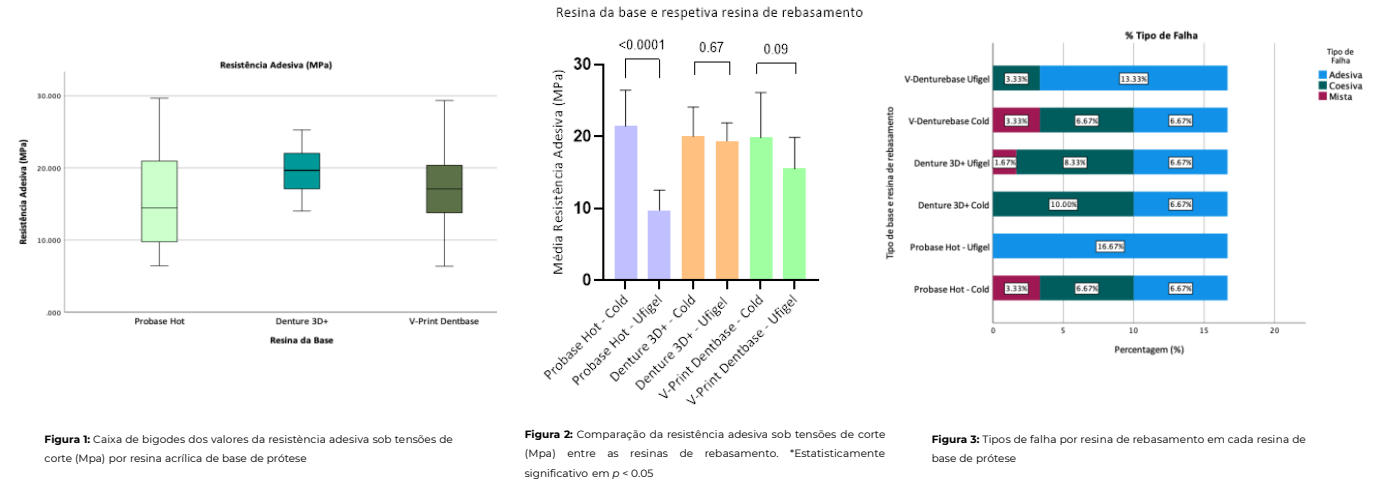 Resistência Adesiva (MPa)
Resistência Adesiva (MPa)
30.000
20.000
10.000
.000
Probase Hot
Denture 3D+
V-Print Dentbase
Resina da Base
Figura 1: Caixa de bigodes dos valores da resistència adesiva sob tensões de
corte (Mpa) por resina acrílica de base de prótese
Resina da base e respetiva resina de rebasamento
Média Resistência Adesiva (MPa)
30
20
10
0
<0.0001
0.67
0.09
Probase Hot - Cold
Probase Hot - Ufigel
Denture 3D+ - Cold
Denture 3D+ - Ufigel
V-Print Dentbase - Cold
V-Print Dentbase - Ufigel
Figura 2: Comparação da resistência adesiva sob tensões de corte
(Mpa) entre as resinas de rebasamento. *Estatisticamente
significativo em p < 0.05
% Tipo de Falha
Tipo de
Falha
Adesiva
Coesiva
Mista
Tipo de base e resina de rebasamento
V-Denturebase Ufigel
3.33%
13.33%
V-Denturebase Cold
3.33%
6.67%
6.67%
Denture 3D+ Ufigel
1.67%
8.33%
6.67%
Denture 3D+ Cold
10.00%
6.67%
Probase Hot - Ufigel
16.67%
Probase Hot - Cold
3.33%
6.67%
6.67%
0
5
10
15
20
Percentagem (%)
Figura 3: Tipos de falha por resina de rebasamento em cada resina de
base de prótese